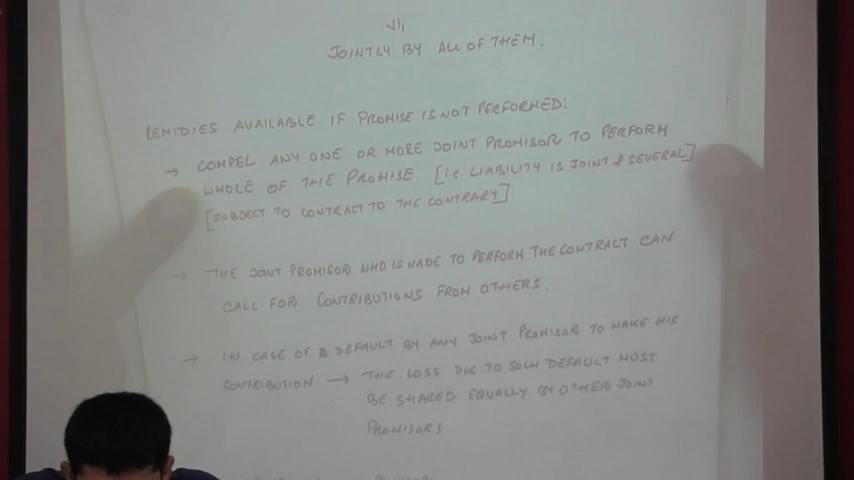 JOINTLY BY ALL OF THEM.
REMIDIES AVAILABLE IF PROMISE IS NOT PERFORMED:
→ COMPEL ANY ONE OR MORE JOINT PROMISOR TO PERFORM
WHOLE OF THE PROMISE [i.e. LIABILITY IS JOINT & SEVERAL]
[SUBJECT TO CONTRACT TO THE CONTRARY]
→ THE JOINT PROMISOR WHO IS MADE TO PERFORM THE CONTRACT CAN
CALL FOR CONTRIBUTIONS FROM OTHERS.
→ IN CASE OF A DEFAULT BY ANY JOINT PROMISOR TO MAKE HIS
CONTRIBUTION → THE LOSS DUE TO SUCH DEFAULT MUST
BE SHARED EQUALLY BY OTHER JOINT
PROMISORS